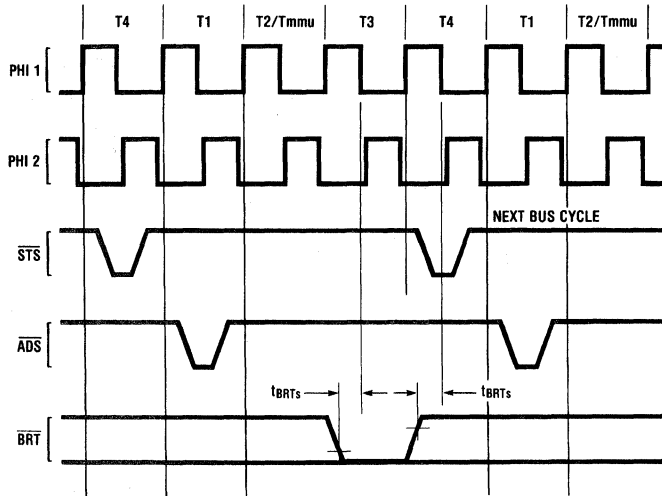 T4 T1 T2/Tmmu T3 T4 T1 T2/Tmmu
PHI 1
PHI 2
NEXT BUS CYCLE
STS
ADS
tBRTs tBRTs
BRT